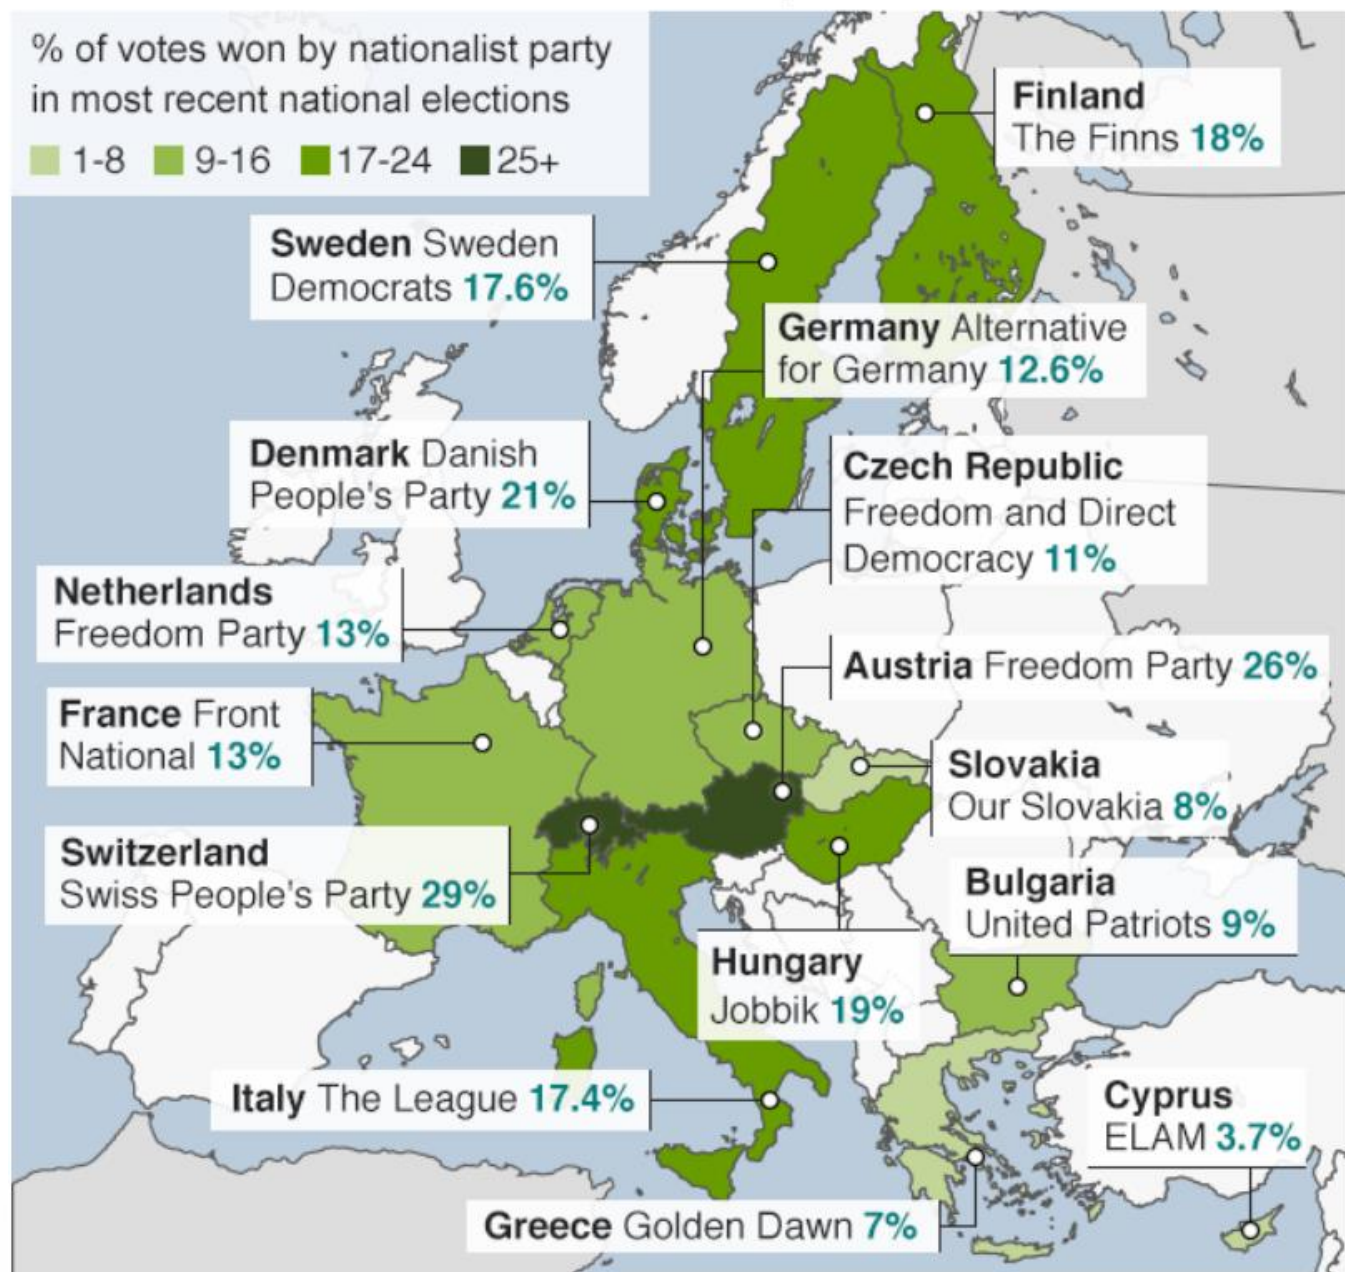 % of votes won by nationalist party
in most recent national elections
1-8 9-16 17-24 25+
Finland
The Finns 18%
Sweden Sweden
Democrats 17.6%
Germany Alternative
for Germany 12.6%
Denmark Danish
People's Party 21%
Czech Republic
Freedom and Direct
Democracy 11%
Netherlands
Freedom Party 13%
Austria Freedom Party 26%
France Front
National 13%
Slovakia
Our Slovakia 8%
Switzerland
Swiss People's Party 29%
Bulgaria
United Patriots 9%
Hungary
Jobbik 19%
Italy The League 17.4%
Cyprus
ELAM 3.7%
Greece Golden Dawn 7%